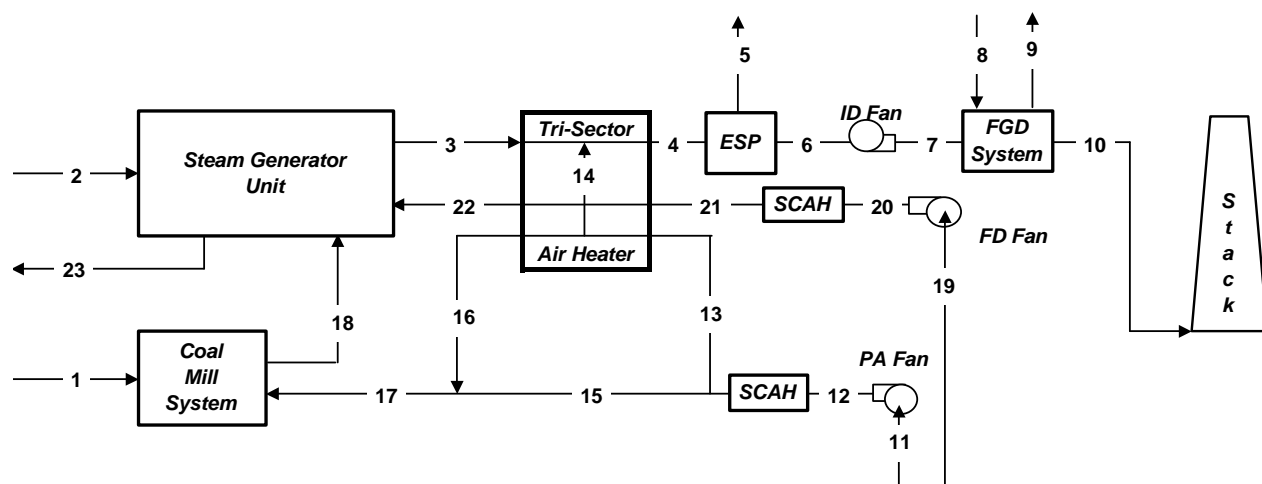 5
8
9
ID Fan
Steam Generator
Unit
2
3
Tri-Sector
14
4
ESP
6
7
FGD
System
10
22
21
SCAH
20
FD Fan
Air Heater
S
t
a
c
k
23
18
16
13
19
Coal
Mill
System
1
17
15
SCAH
12
PA Fan
11